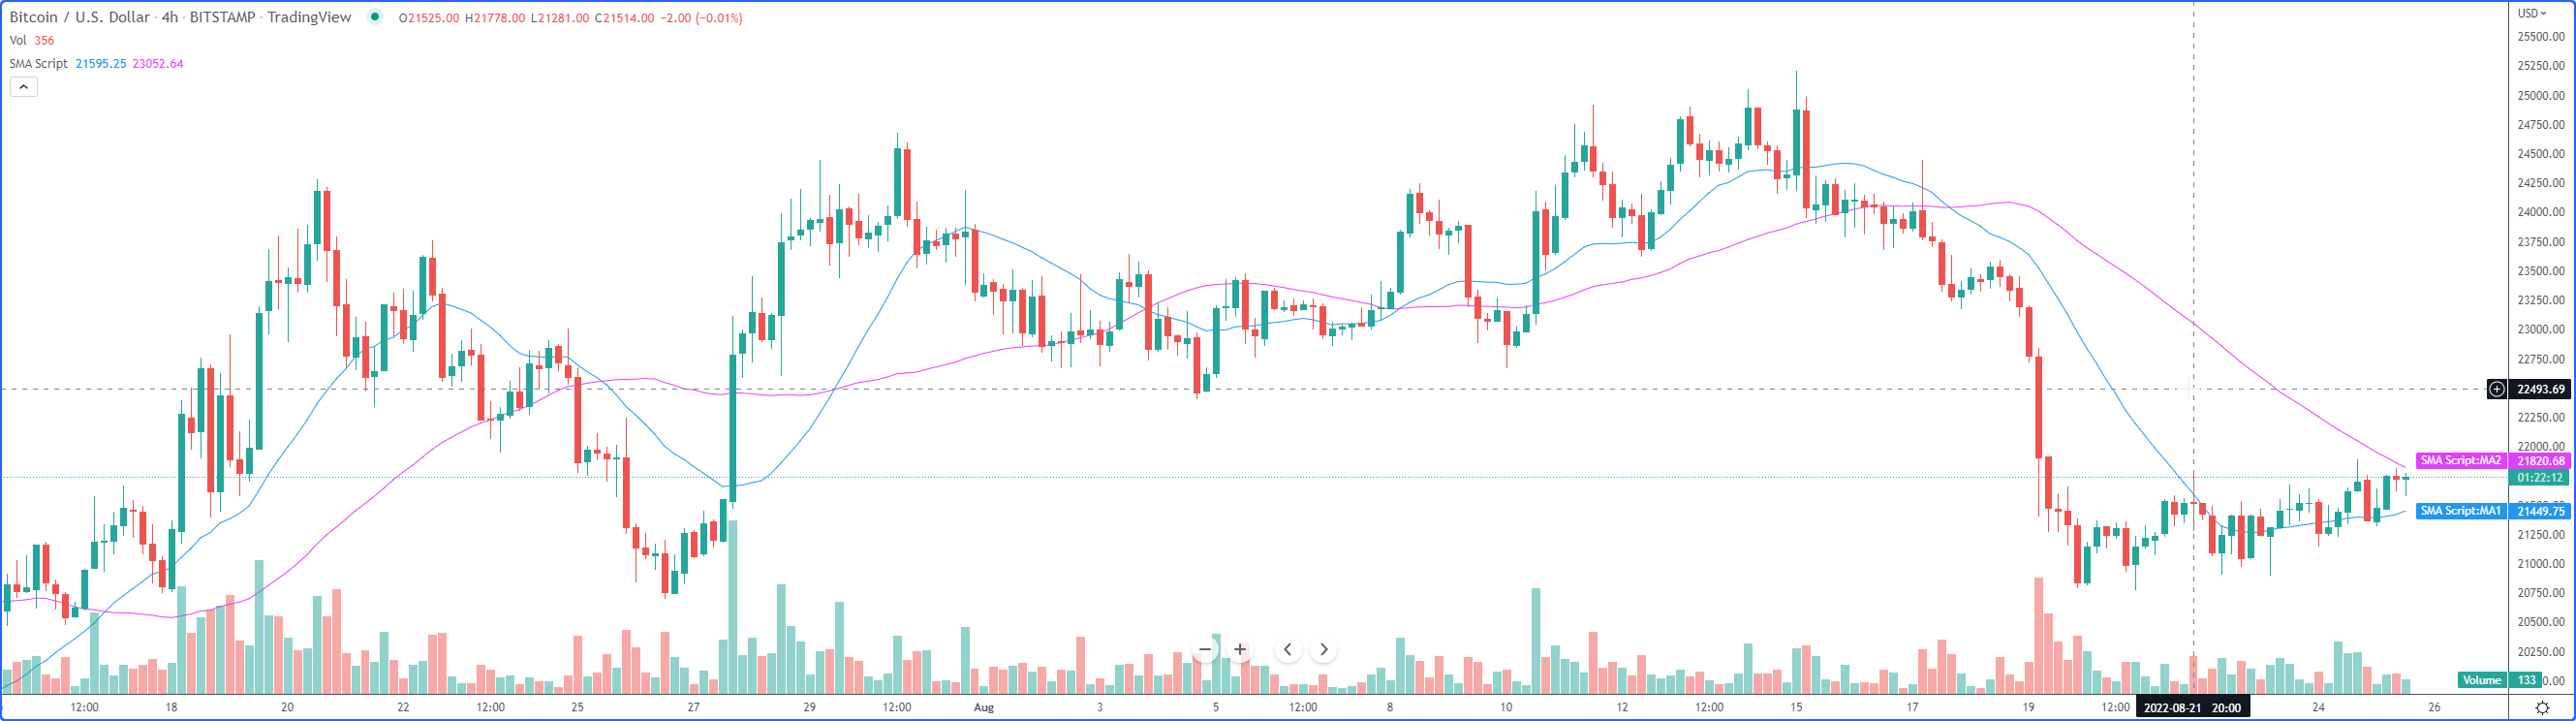 Bitcoin / U.S. Dollar · 4h · BITSTAMP · TradingView O21525.00 H21778.00 L21281.00 C21514.00 −2.00 (−0.01%)
Vol 356
SMA Script 21595.25 23052.64
USD
25500.00
25250.00
25000.00
24750.00
24500.00
24250.00
24000.00
23750.00
23500.00
23250.00
23000.00
22750.00
22493.69
22250.00
22000.00
SMA Script:MA2 21820.68
01:22:12
SMA Script:MA1 21449.75
21250.00
21000.00
20750.00
20500.00
20250.00
Volume 133
12:00 18 20 22 12:00 25 27 29 12:00 Aug 3 5 12:00 8 10 12 12:00 15 17 19 12:00 2022-08-21 20:00 24 26